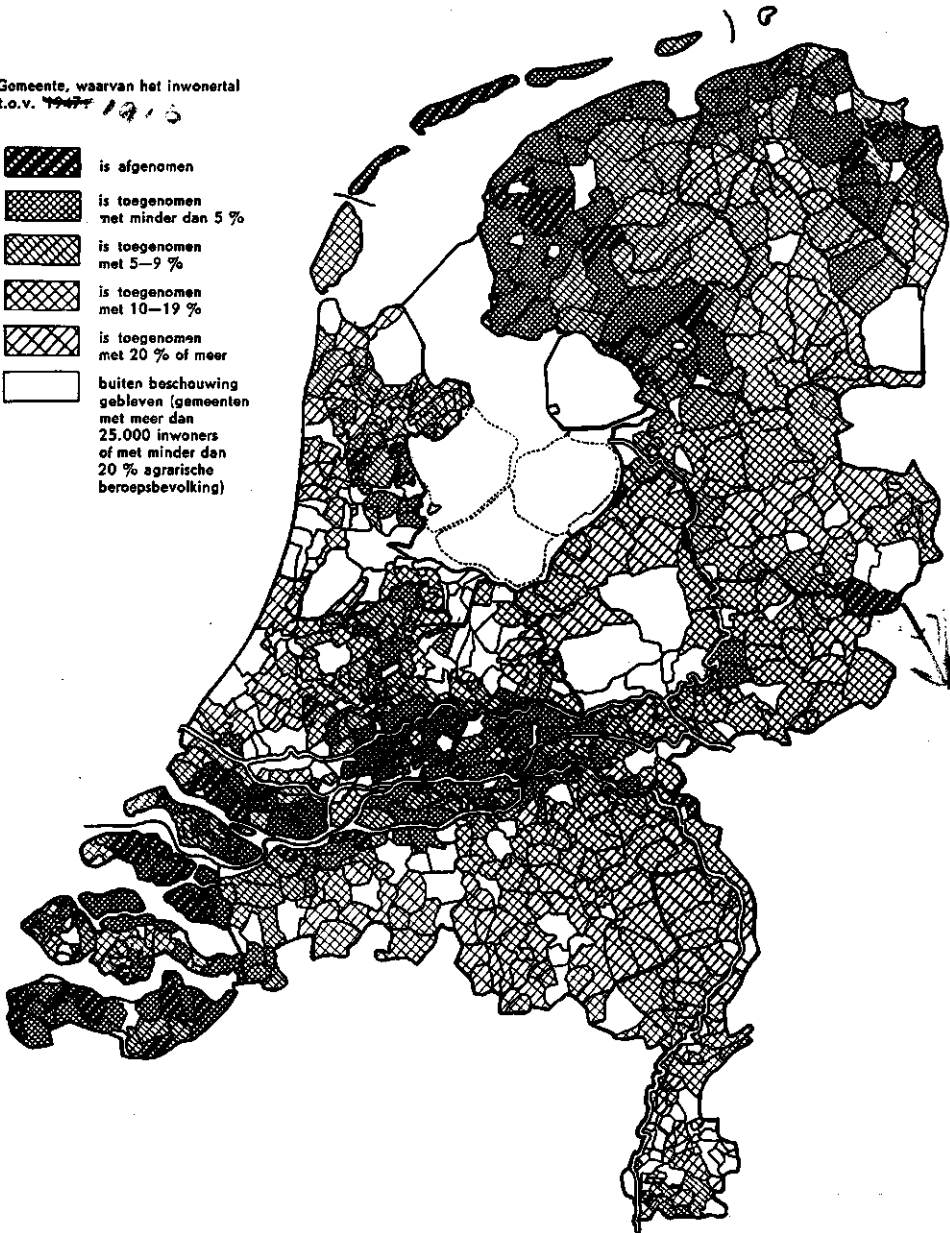 Gemeente, waarvan het inwonertal
t.o.v. 1947
is afgenomen
is toegenomen
met minder dan 5 %
is toegenomen
met 5—9 %
is toegenomen
met 10—19 %
is toegenomen
met 20 % of meer
buiten beschouwing
gebleven (gemeenten
met meer dan
25.000 inwoners
of met minder dan
20 % agrarische
beroepsbevolking)